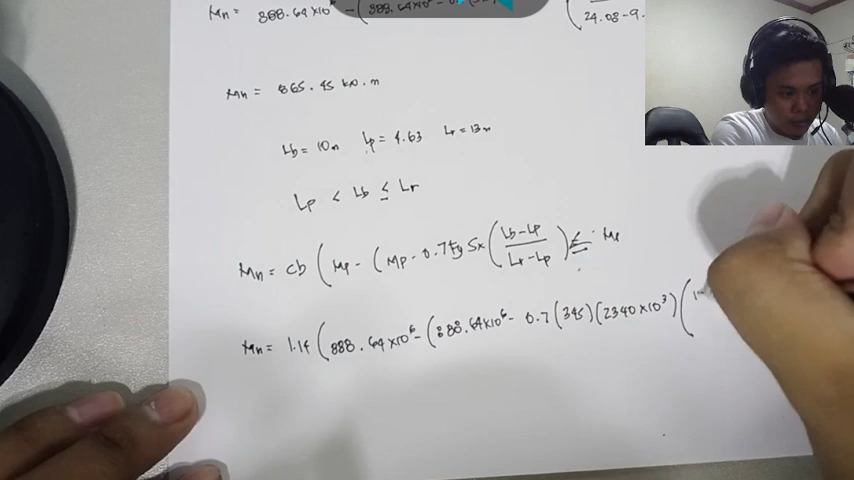 Mn = 888.64x10⁶ - (888.64x10⁶ - 0.7 ( 24.08-9.
Mn = 865.45 kN.m
Lb = 10m Lp = 4.63 Lr = 13m
Lp < Lb ≤ Lr
Mn = Cb (Mp - (Mp - 0.7Fy Sx (Lb-Lp / Lr-Lp) ≤ Mp
Mn = 1.14 (888.64x10⁶ - (888.64x10⁶ - 0.7 (345)(2340x10³) (1